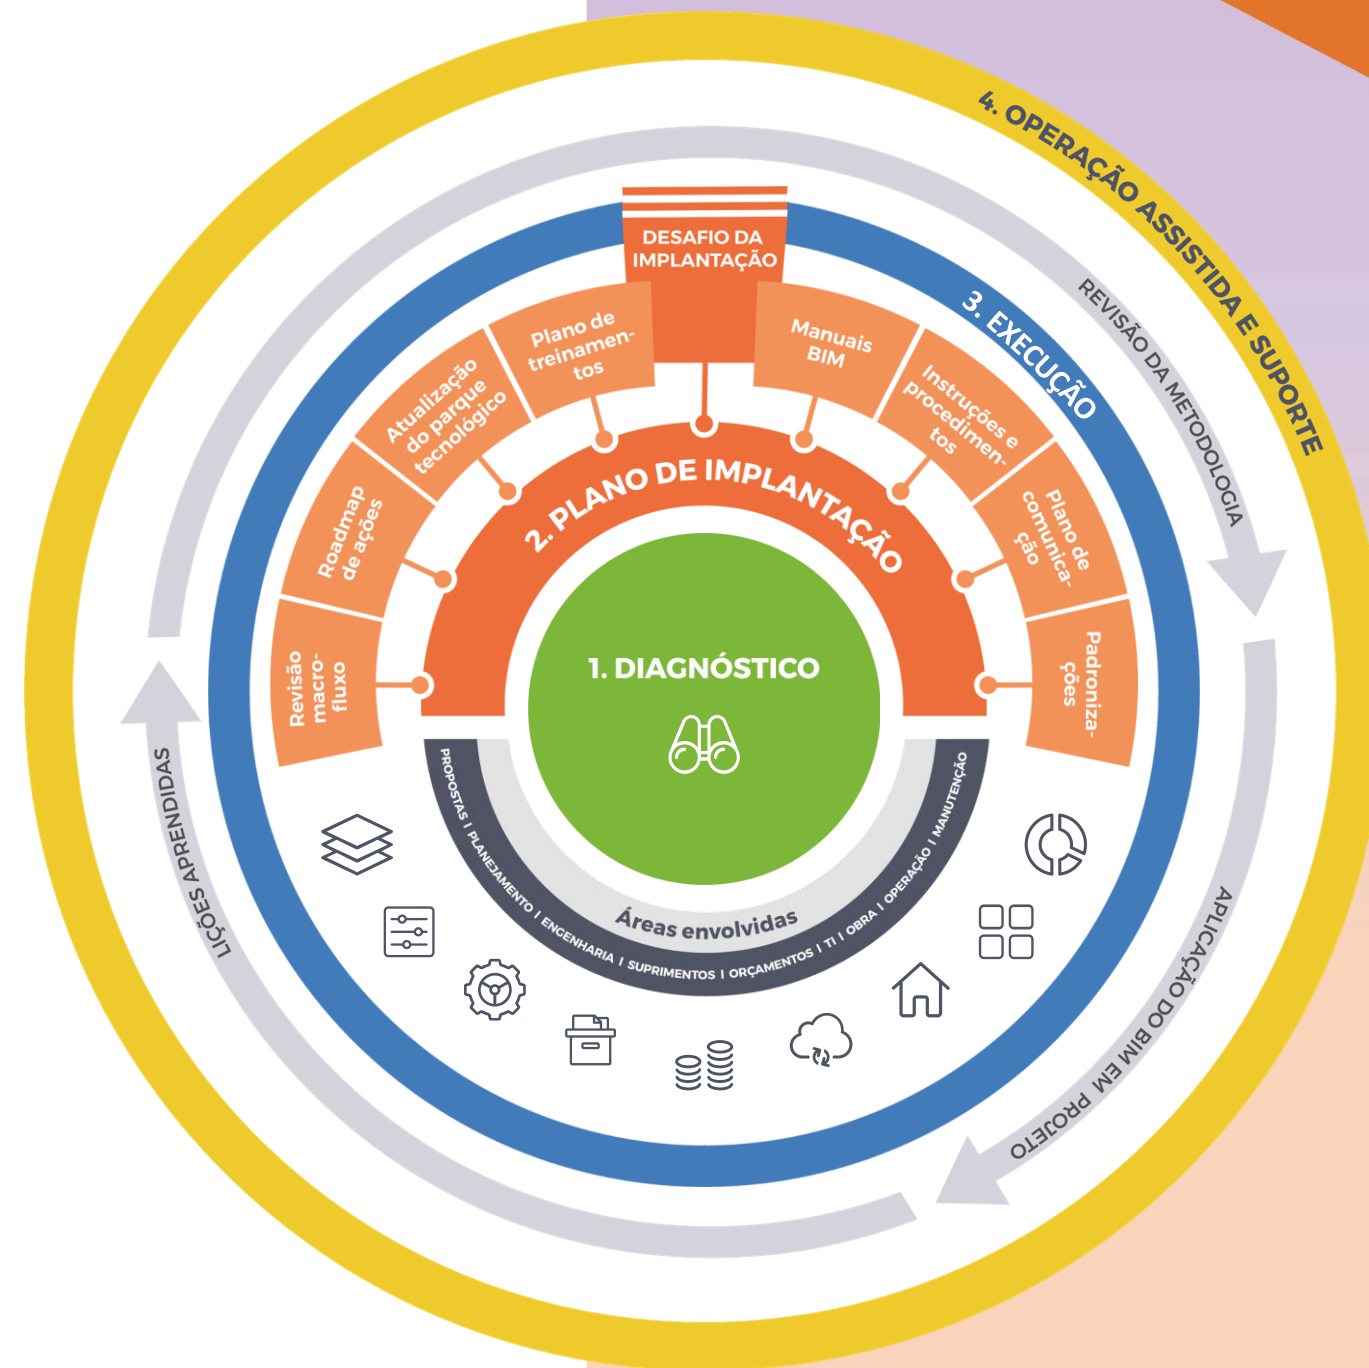 4. OPERAÇÃO ASSISTIDA E SUPORTE
REVISÃO DA METODOLOGIA
APLICAÇÃO DO BIM EM PROJETO
LIÇÕES APRENDIDAS
3. EXECUÇÃO
DESAFIO DA
IMPLANTAÇÃO
Revisão
macro-
fluxo
Roadmap
de ações
Atualização
do parque
tecnológico
Plano de
treinamen-
tos
Manuais
BIM
Instruções e
procedimen-
tos
Plano de
comunica-
ção
Padroniza-
ções
2. PLANO DE IMPLANTAÇÃO
1. DIAGNÓSTICO
Áreas envolvidas
PROPOSTAS | PLANEJAMENTO | ENGENHARIA | SUPRIMENTOS | ORÇAMENTOS | TI | OBRA | OPERAÇÃO | MANUTENÇÃO